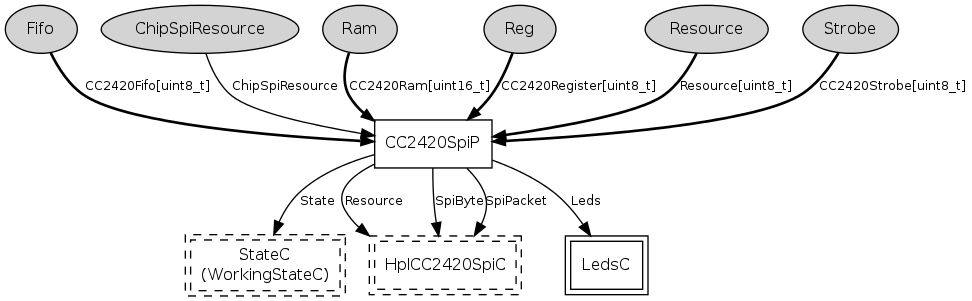 Fifo
ChipSpiResource
Ram
Reg
Resource
Strobe
CC2420Fifo[uint8_t]
ChipSpiResource
CC2420Ram[uint16_t]
CC2420Register[uint8_t]
Resource[uint8_t]
CC2420Strobe[uint8_t]
CC2420SpiP
State
Resource
SpiByte
SpiPacket
Leds
StateC
(WorkingStateC)
HplCC2420SpiC
LedsC